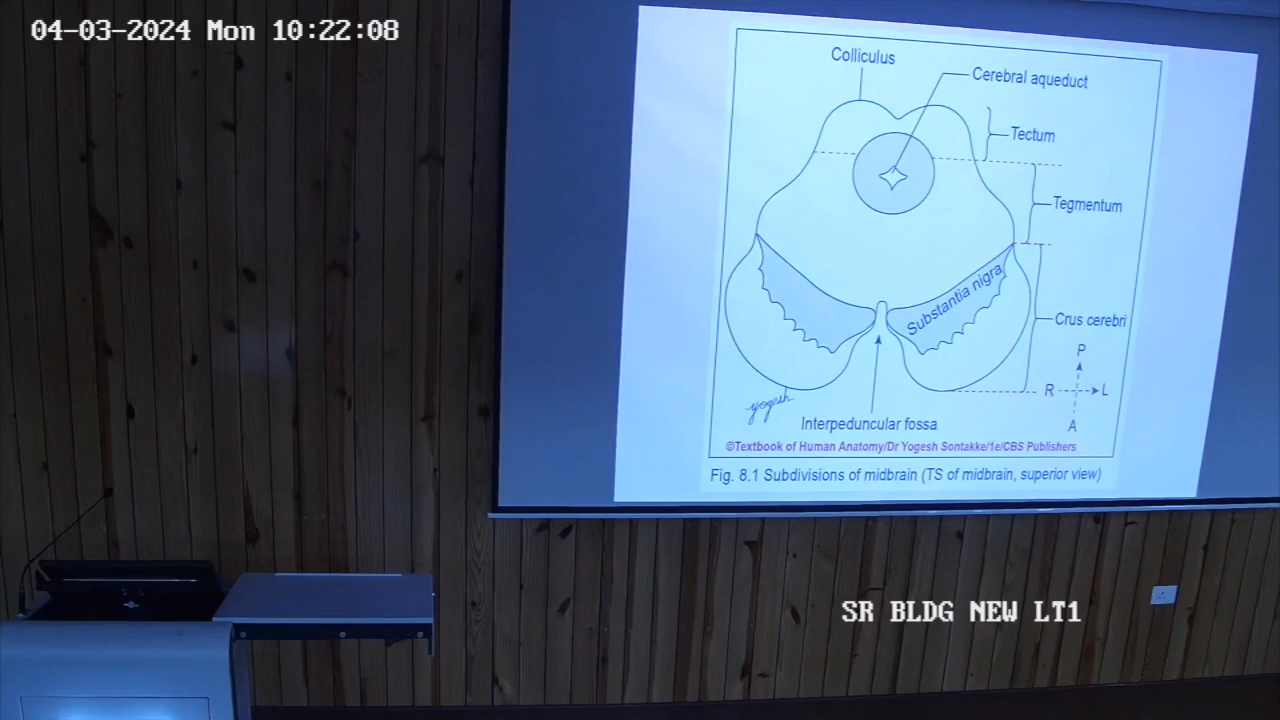 04-03-2024 Mon 10:22:08
Colliculus
Cerebral aqueduct
Tectum
Tegmentum
Substantia nigra
Crus cerebri
P
R
L
A
yogesh
Interpeduncular fossa
©Textbook of Human Anatomy/Dr Yogesh Sontakke/1e/CBS Publishers
Fig. 8.1 Subdivisions of midbrain (TS of midbrain, superior view)
SR BLDG NEW LT1